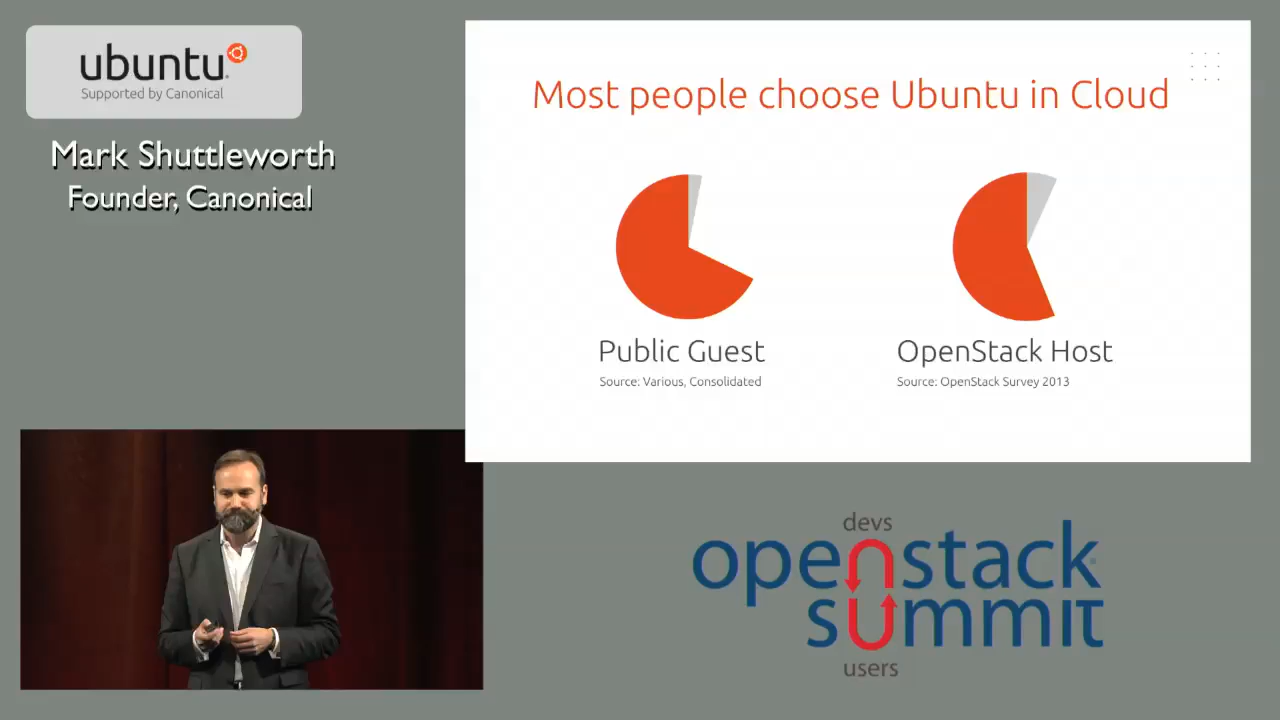 ubuntu
Supported by Canonical
Mark Shuttleworth
Founder, Canonical
Most people choose Ubuntu in Cloud
Public Guest
Source: Various, Consolidated
OpenStack Host
Source: OpenStack Survey 2013
devs
openstack
summit
users